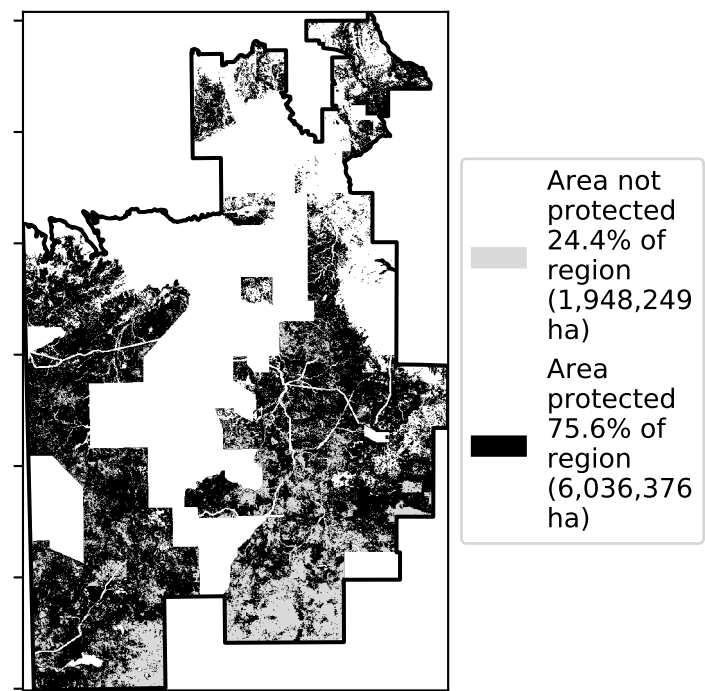 Area not
protected
24.4% of
region
(1,948,249
ha)
Area
protected
75.6% of
region
(6,036,376
ha)